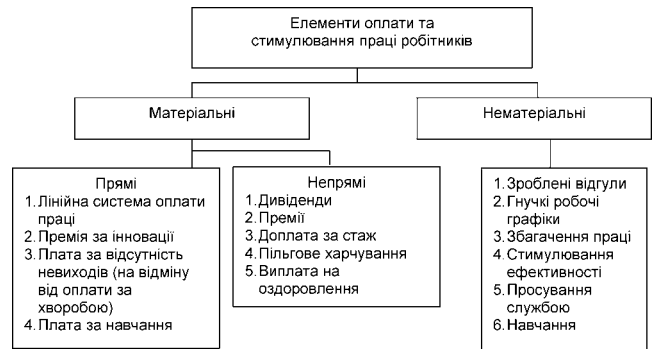 Елементи оплати та
стимулювання праці робітників
Матеріальні
Нематеріальні
Прямі
1. Лінійна система оплати
праці
2. Премія за інновації
3. Плата за відсутність
невиходів (на відміну
від оплати за
хворобою)
4. Плата за навчання
Непрямі
1. Дивіденди
2. Премії
3. Доплата за стаж
4. Пільгове харчування
5. Виплата на
оздоровлення
1. Зроблені відгули
2. Гнучкі робочі
графіки
3. Збагачення праці
4. Стимулювання
ефективності
5. Просування
службою
6. Навчання